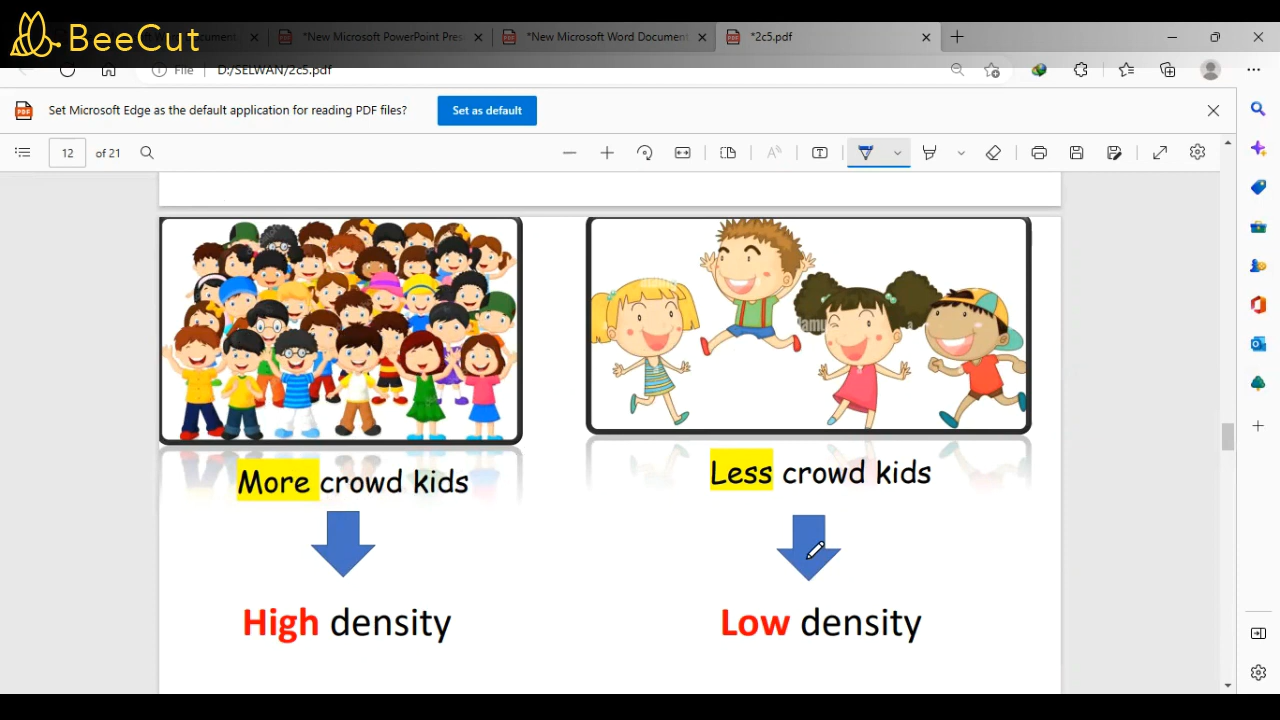 BeeCut
*New Microsoft PowerPoint Pres
*New Microsoft Word Document
*2c5.pdf
File
D:/SELWAN/2c5.pdf
Set Microsoft Edge as the default application for reading PDF files?
Set as default
12
of 21
More crowd kids
Less crowd kids
High density
Low density